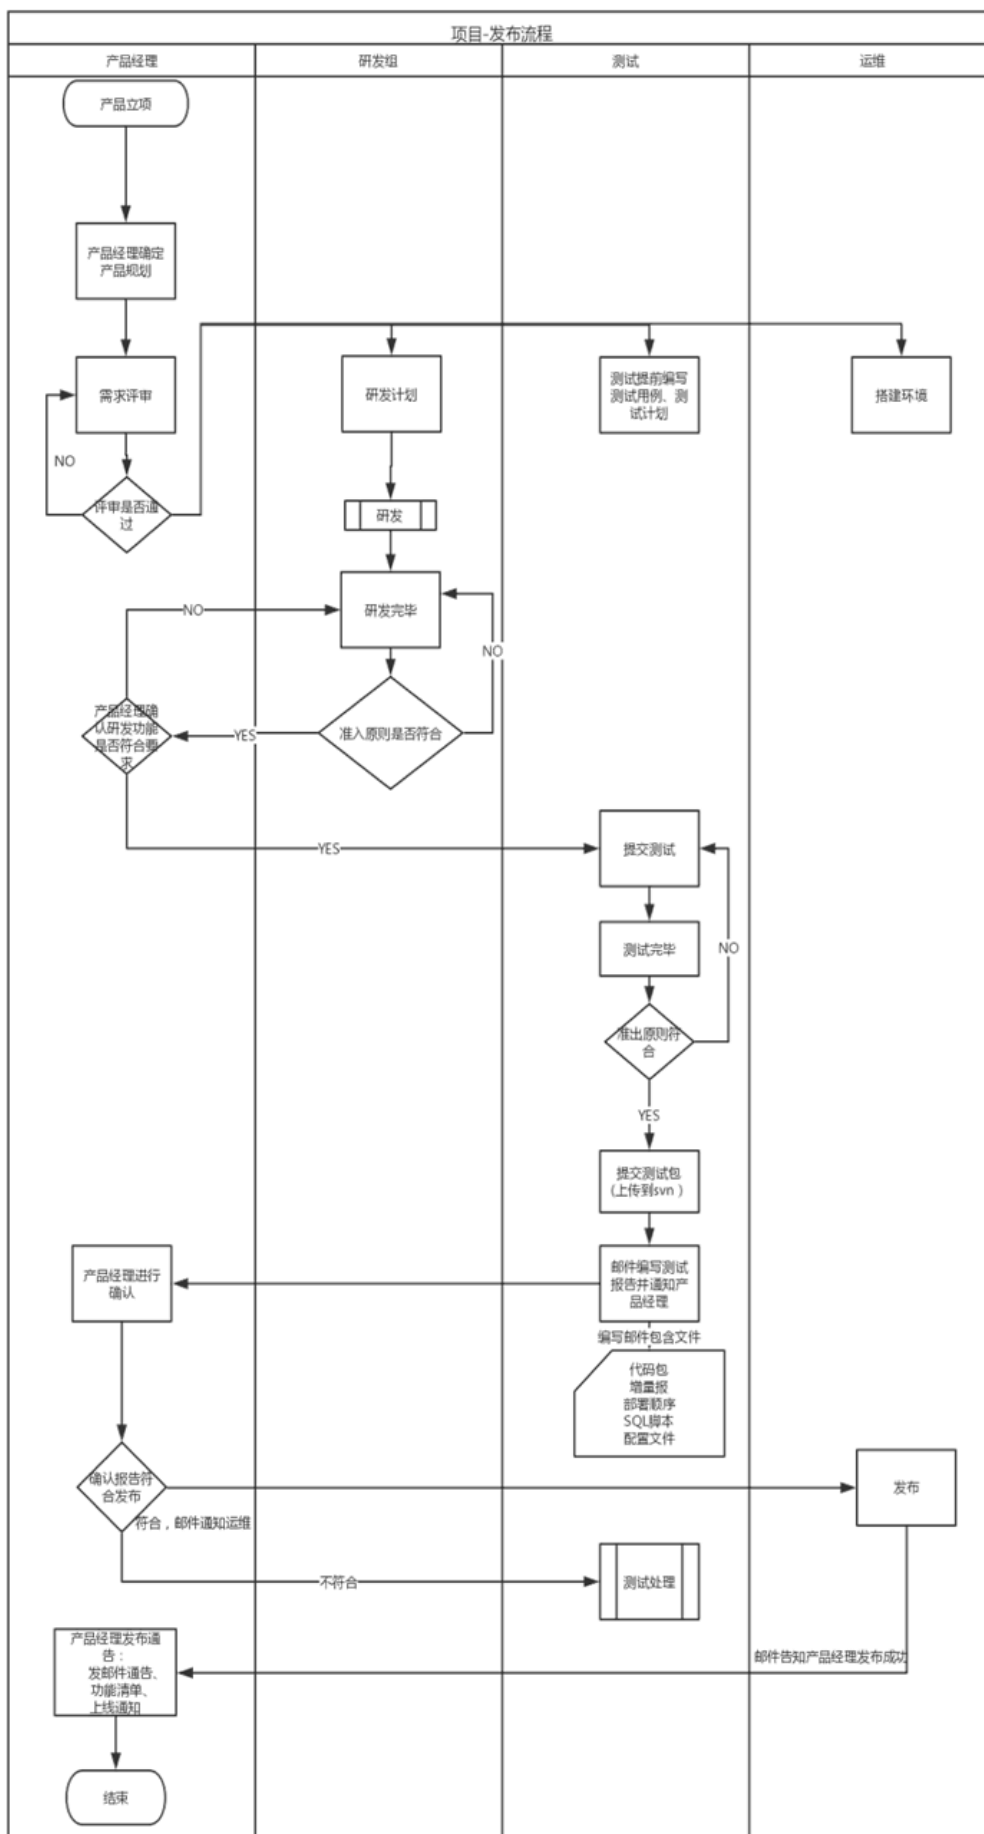 项目-发布流程
产品经理
研发组
测试
运维
产品立项
产品经理确定
产品规划
需求评审
研发计划
测试提前编写
测试用例、测
试计划
搭建环境
NO
评审是否通
过
研发
研发完毕
NO
NO
产品经理确
认研发功能
是否符合要
求
YES
准入原则是否符合
YES
提交测试
测试完毕
NO
准出原则符
合
YES
提交测试包
(上传到svn ）
产品经理进行
确认
邮件编写测试
报告并通知产
品经理
编写邮件包含文件
代码包
增量报
部署顺序
SQL脚本
配置文件
确认报告符
合发布
发布
符合，邮件通知运维
不符合
测试处理
产品经理发布通
告：
发邮件通告、
功能清单、
上线通知
邮件告知产品经理发布成功
结束